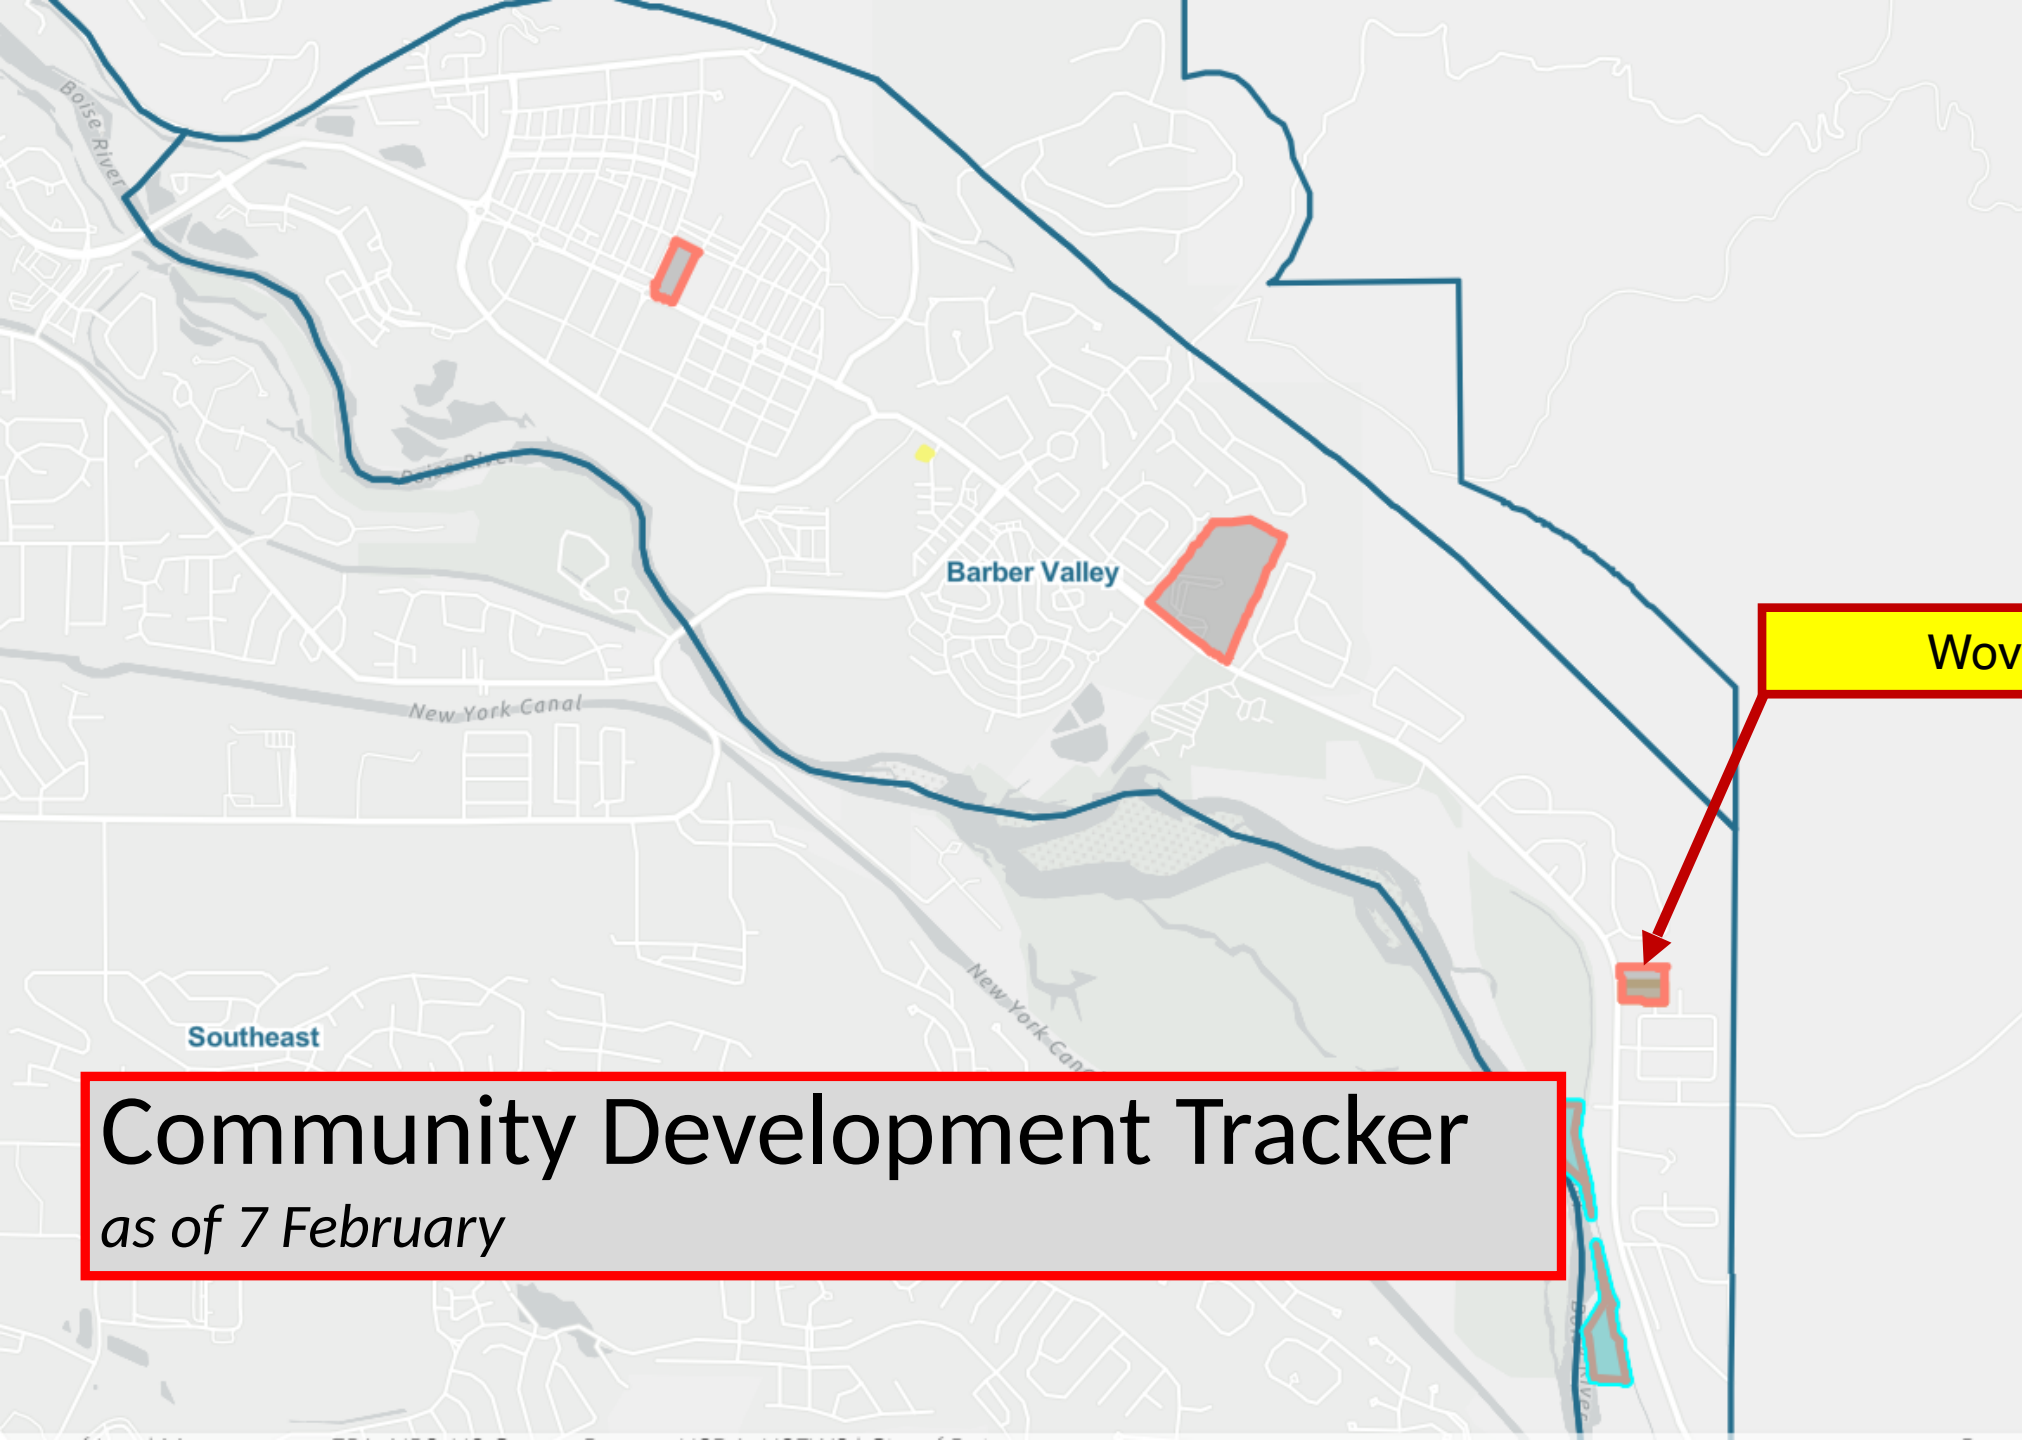 Boise River
Boise River
Barber Valley
Wov
New York Canal
New York Cana
Southeast
Community Development Tracker
as of 7 February